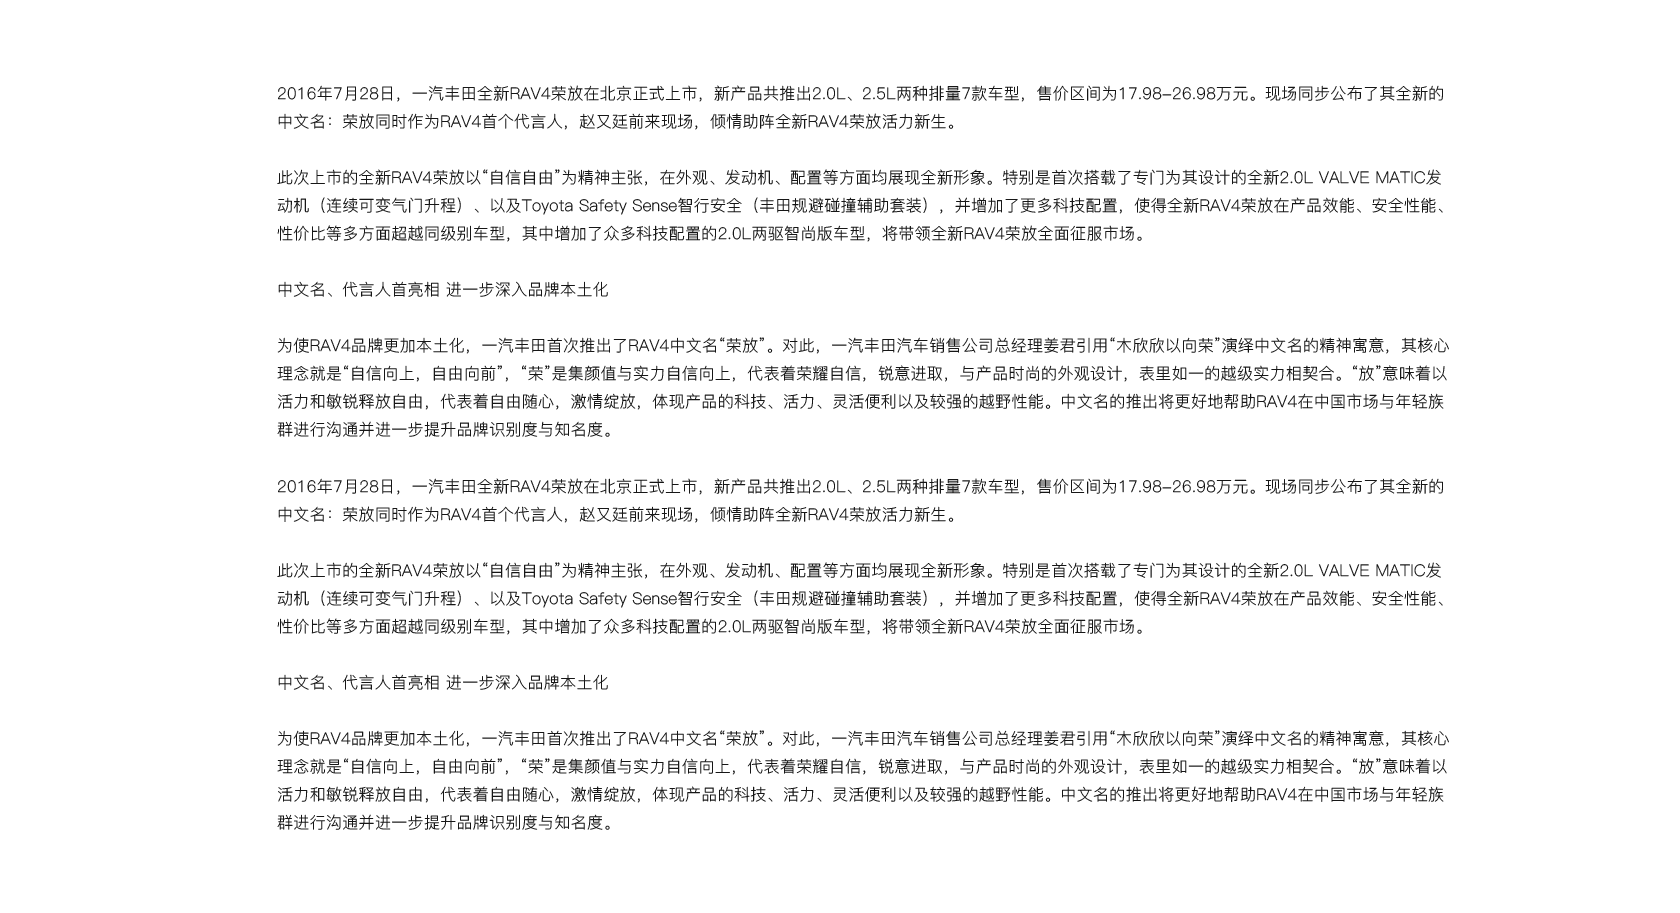 2016年7月28日，一汽丰田全新RAV4荣放在北京正式上市，新产品共推出2.0L、2.5L两种排量7款车型，售价区间为17.98-26.98万元。现场同步公布了其全新的
中文名：荣放同时作为RAV4首个代言人，赵又廷前来现场，倾情助阵全新RAV4荣放活力新生。
此次上市的全新RAV4荣放以“自信自由”为精神主张，在外观、发动机、配置等方面均展现全新形象。特别是首次搭载了专门为其设计的全新2.0L VALVE MATIC发
动机（连续可变气门升程）、以及Toyota Safety Sense智行安全（丰田规避碰撞辅助套装），并增加了更多科技配置，使得全新RAV4荣放在产品效能、安全性能、
性价比等多方面超越同级别车型，其中增加了众多科技配置的2.0L两驱智尚版车型，将带领全新RAV4荣放全面征服市场。
中文名、代言人首亮相 进一步深入品牌本土化
为使RAV4品牌更加本土化，一汽丰田首次推出了RAV4中文名“荣放”。对此，一汽丰田汽车销售公司总经理姜君引用“木欣欣以向荣”演绎中文名的精神寓意，其核心
理念就是“自信向上，自由向前”，“荣”是集颜值与实力自信向上，代表着荣耀自信，锐意进取，与产品时尚的外观设计，表里如一的越级实力相契合。“放”意味着以
活力和敏锐释放自由，代表着自由随心，激情绽放，体现产品的科技、活力、灵活便利以及较强的越野性能。中文名的推出将更好地帮助RAV4在中国市场与年轻族
群进行沟通并进一步提升品牌识别度与知名度。
2016年7月28日，一汽丰田全新RAV4荣放在北京正式上市，新产品共推出2.0L、2.5L两种排量7款车型，售价区间为17.98-26.98万元。现场同步公布了其全新的
中文名：荣放同时作为RAV4首个代言人，赵又廷前来现场，倾情助阵全新RAV4荣放活力新生。
此次上市的全新RAV4荣放以“自信自由”为精神主张，在外观、发动机、配置等方面均展现全新形象。特别是首次搭载了专门为其设计的全新2.0L VALVE MATIC发
动机（连续可变气门升程）、以及Toyota Safety Sense智行安全（丰田规避碰撞辅助套装），并增加了更多科技配置，使得全新RAV4荣放在产品效能、安全性能、
性价比等多方面超越同级别车型，其中增加了众多科技配置的2.0L两驱智尚版车型，将带领全新RAV4荣放全面征服市场。
中文名、代言人首亮相 进一步深入品牌本土化
为使RAV4品牌更加本土化，一汽丰田首次推出了RAV4中文名“荣放”。对此，一汽丰田汽车销售公司总经理姜君引用“木欣欣以向荣”演绎中文名的精神寓意，其核心
理念就是“自信向上，自由向前”，“荣”是集颜值与实力自信向上，代表着荣耀自信，锐意进取，与产品时尚的外观设计，表里如一的越级实力相契合。“放”意味着以
活力和敏锐释放自由，代表着自由随心，激情绽放，体现产品的科技、活力、灵活便利以及较强的越野性能。中文名的推出将更好地帮助RAV4在中国市场与年轻族
群进行沟通并进一步提升品牌识别度与知名度。